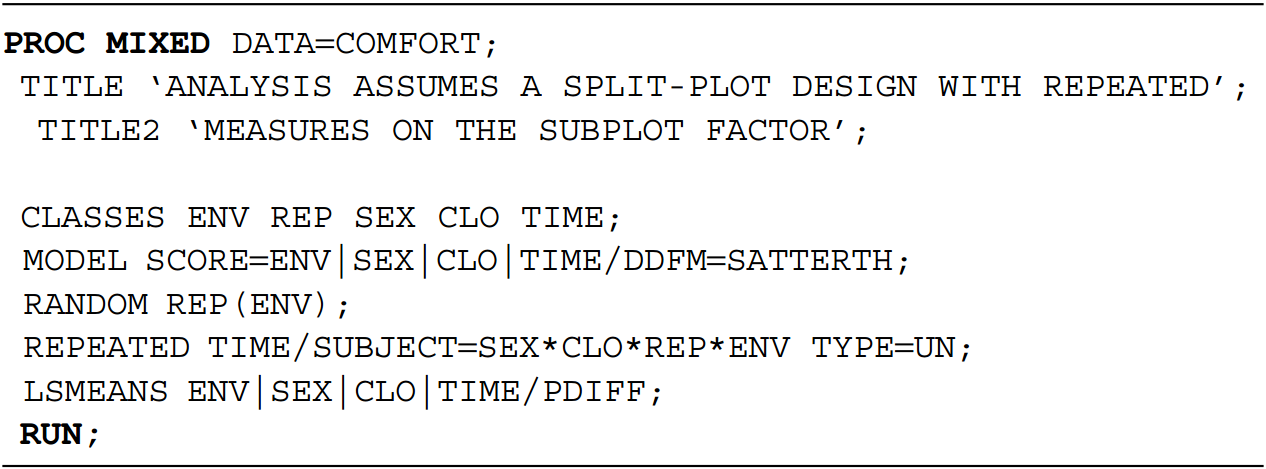 PROC MIXED DATA=COMFORT;
TITLE ‘ANALYSIS ASSUMES A SPLIT-PLOT DESIGN WITH REPEATED’;
TITLE2 ‘MEASURES ON THE SUBPLOT FACTOR’;
CLASSES ENV REP SEX CLO TIME;
MODEL SCORE=ENV|SEX|CLO|TIME/DDFM=SATTERTH;
RANDOM REP(ENV);
REPEATED TIME/SUBJECT=SEX*CLO*REP*ENV TYPE=UN;
LSMEANS ENV|SEX|CLO|TIME/PDIFF;
RUN;